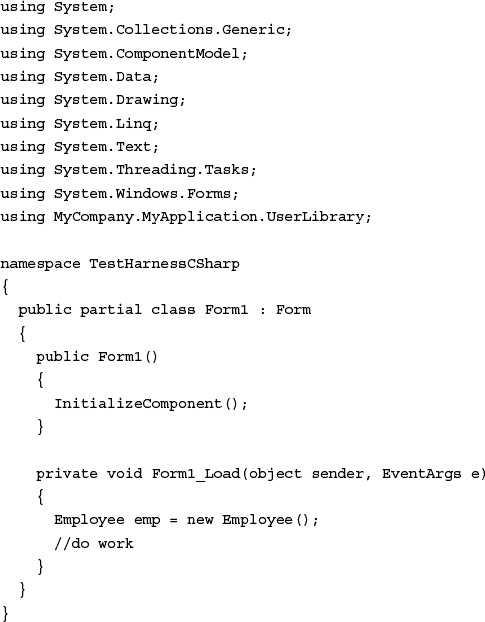 using System;
using System.Collections.Generic;
using System.ComponentModel;
using System.Data;
using System.Drawing;
using System.Linq;
using System.Text;
using System.Threading.Tasks;
using System.Windows.Forms;
using MyCompany.MyApplication.UserLibrary;

namespace TestHarnessCSharp
{
  public partial class Form1 : Form
  {
    public Form1()
    {
      InitializeComponent();
    }

    private void Form1_Load(object sender, EventArgs e)
    {
      Employee emp = new Employee();
      //do work
    }
  }
}